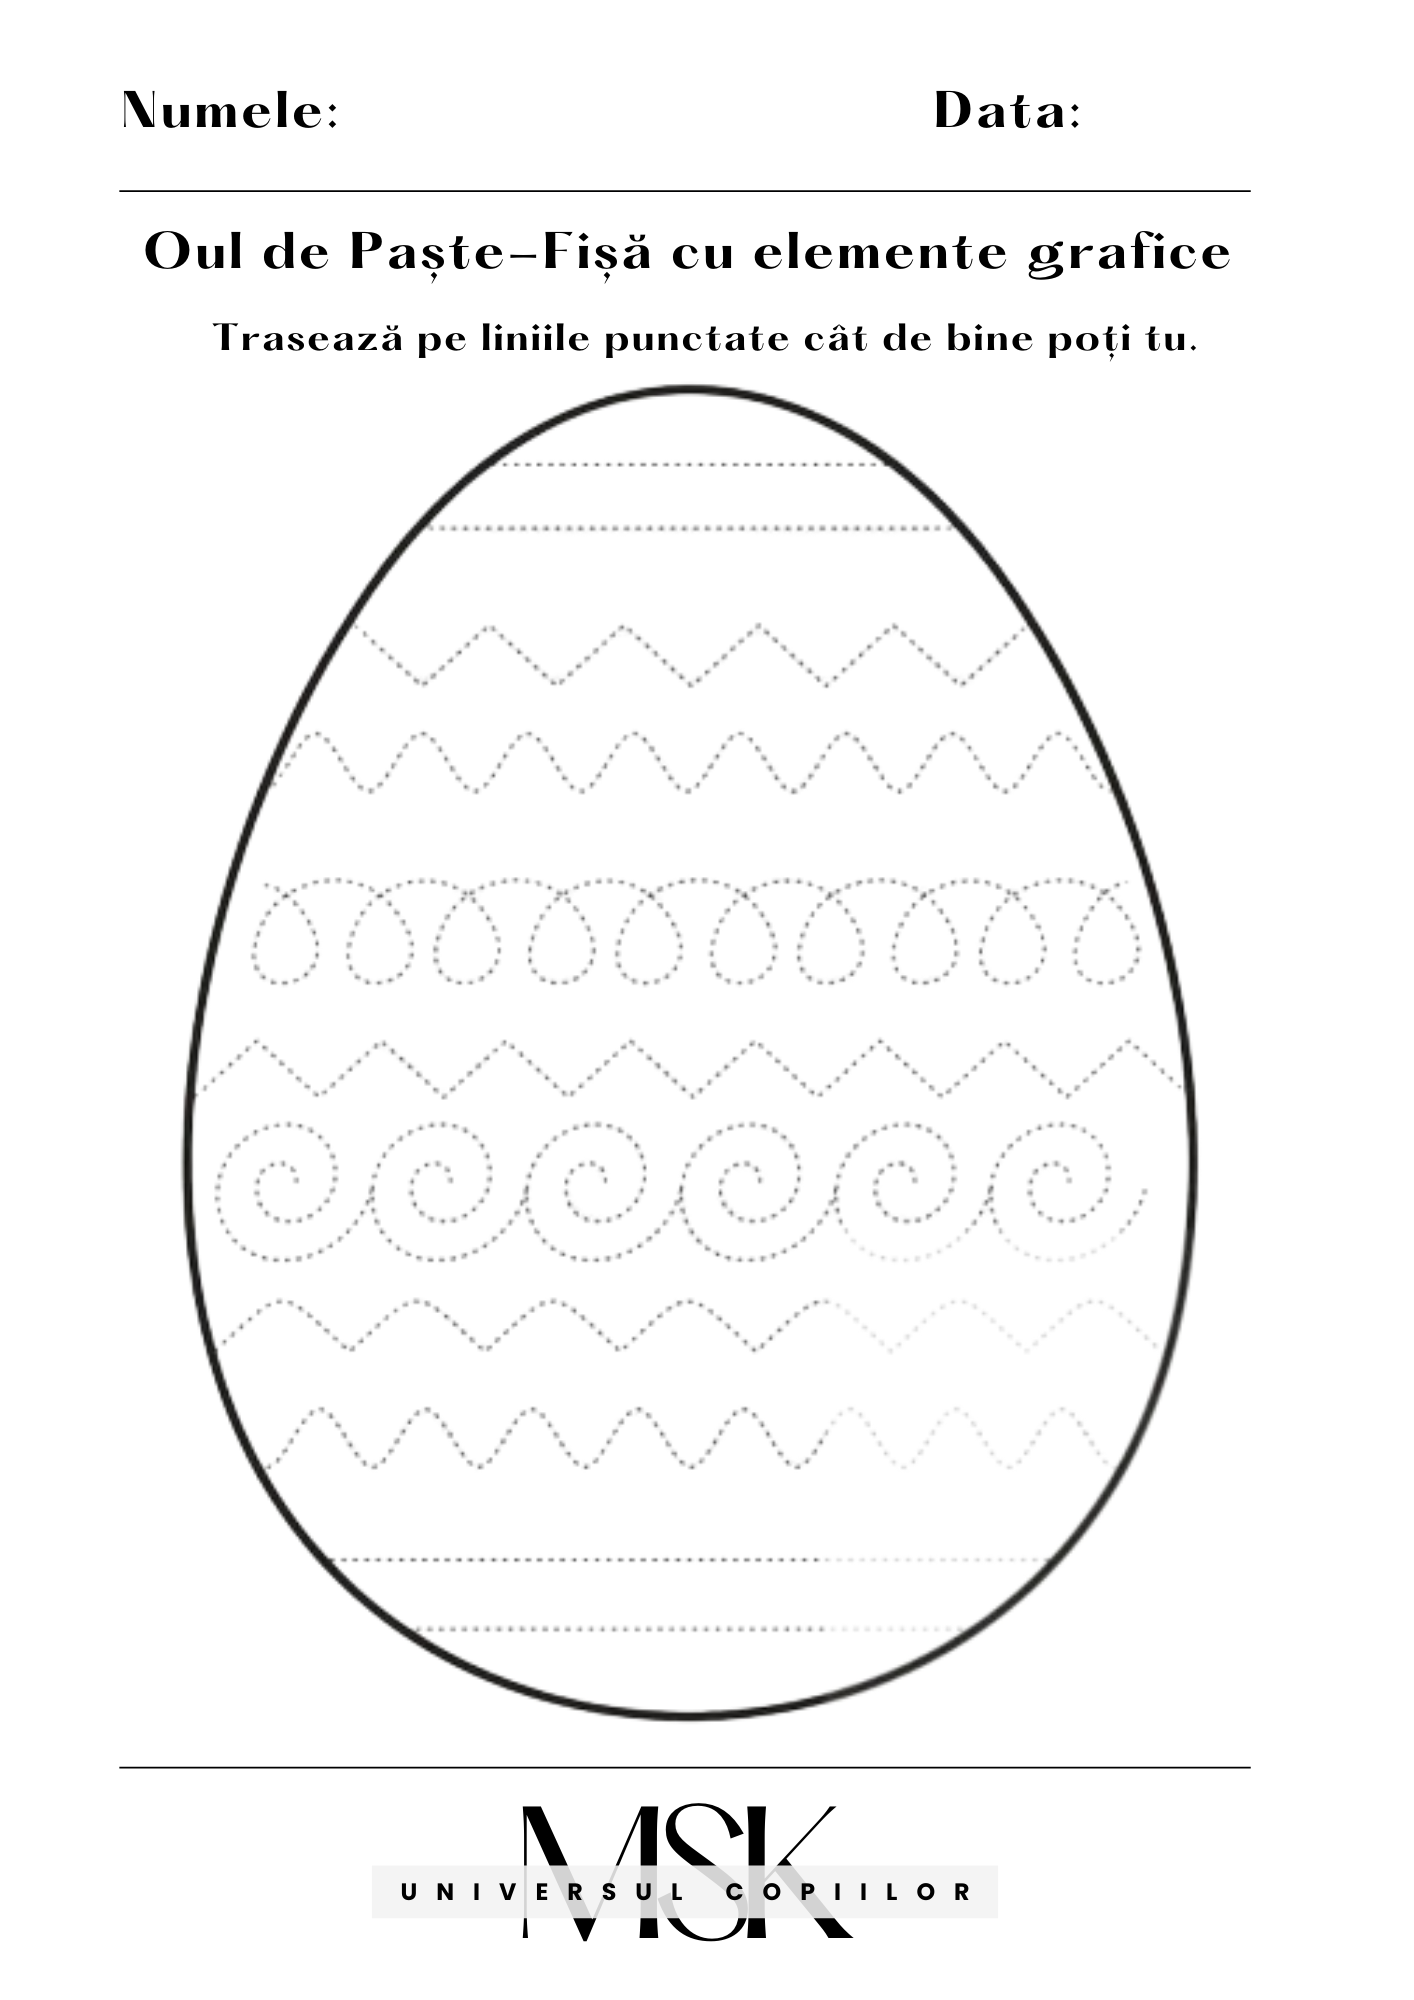 Numele: Data:
Oul de Paște-Fișă cu elemente grafice
Trasează pe liniile punctate cât de bine poți tu.
MSK
UNIVERSUL COPIILOR